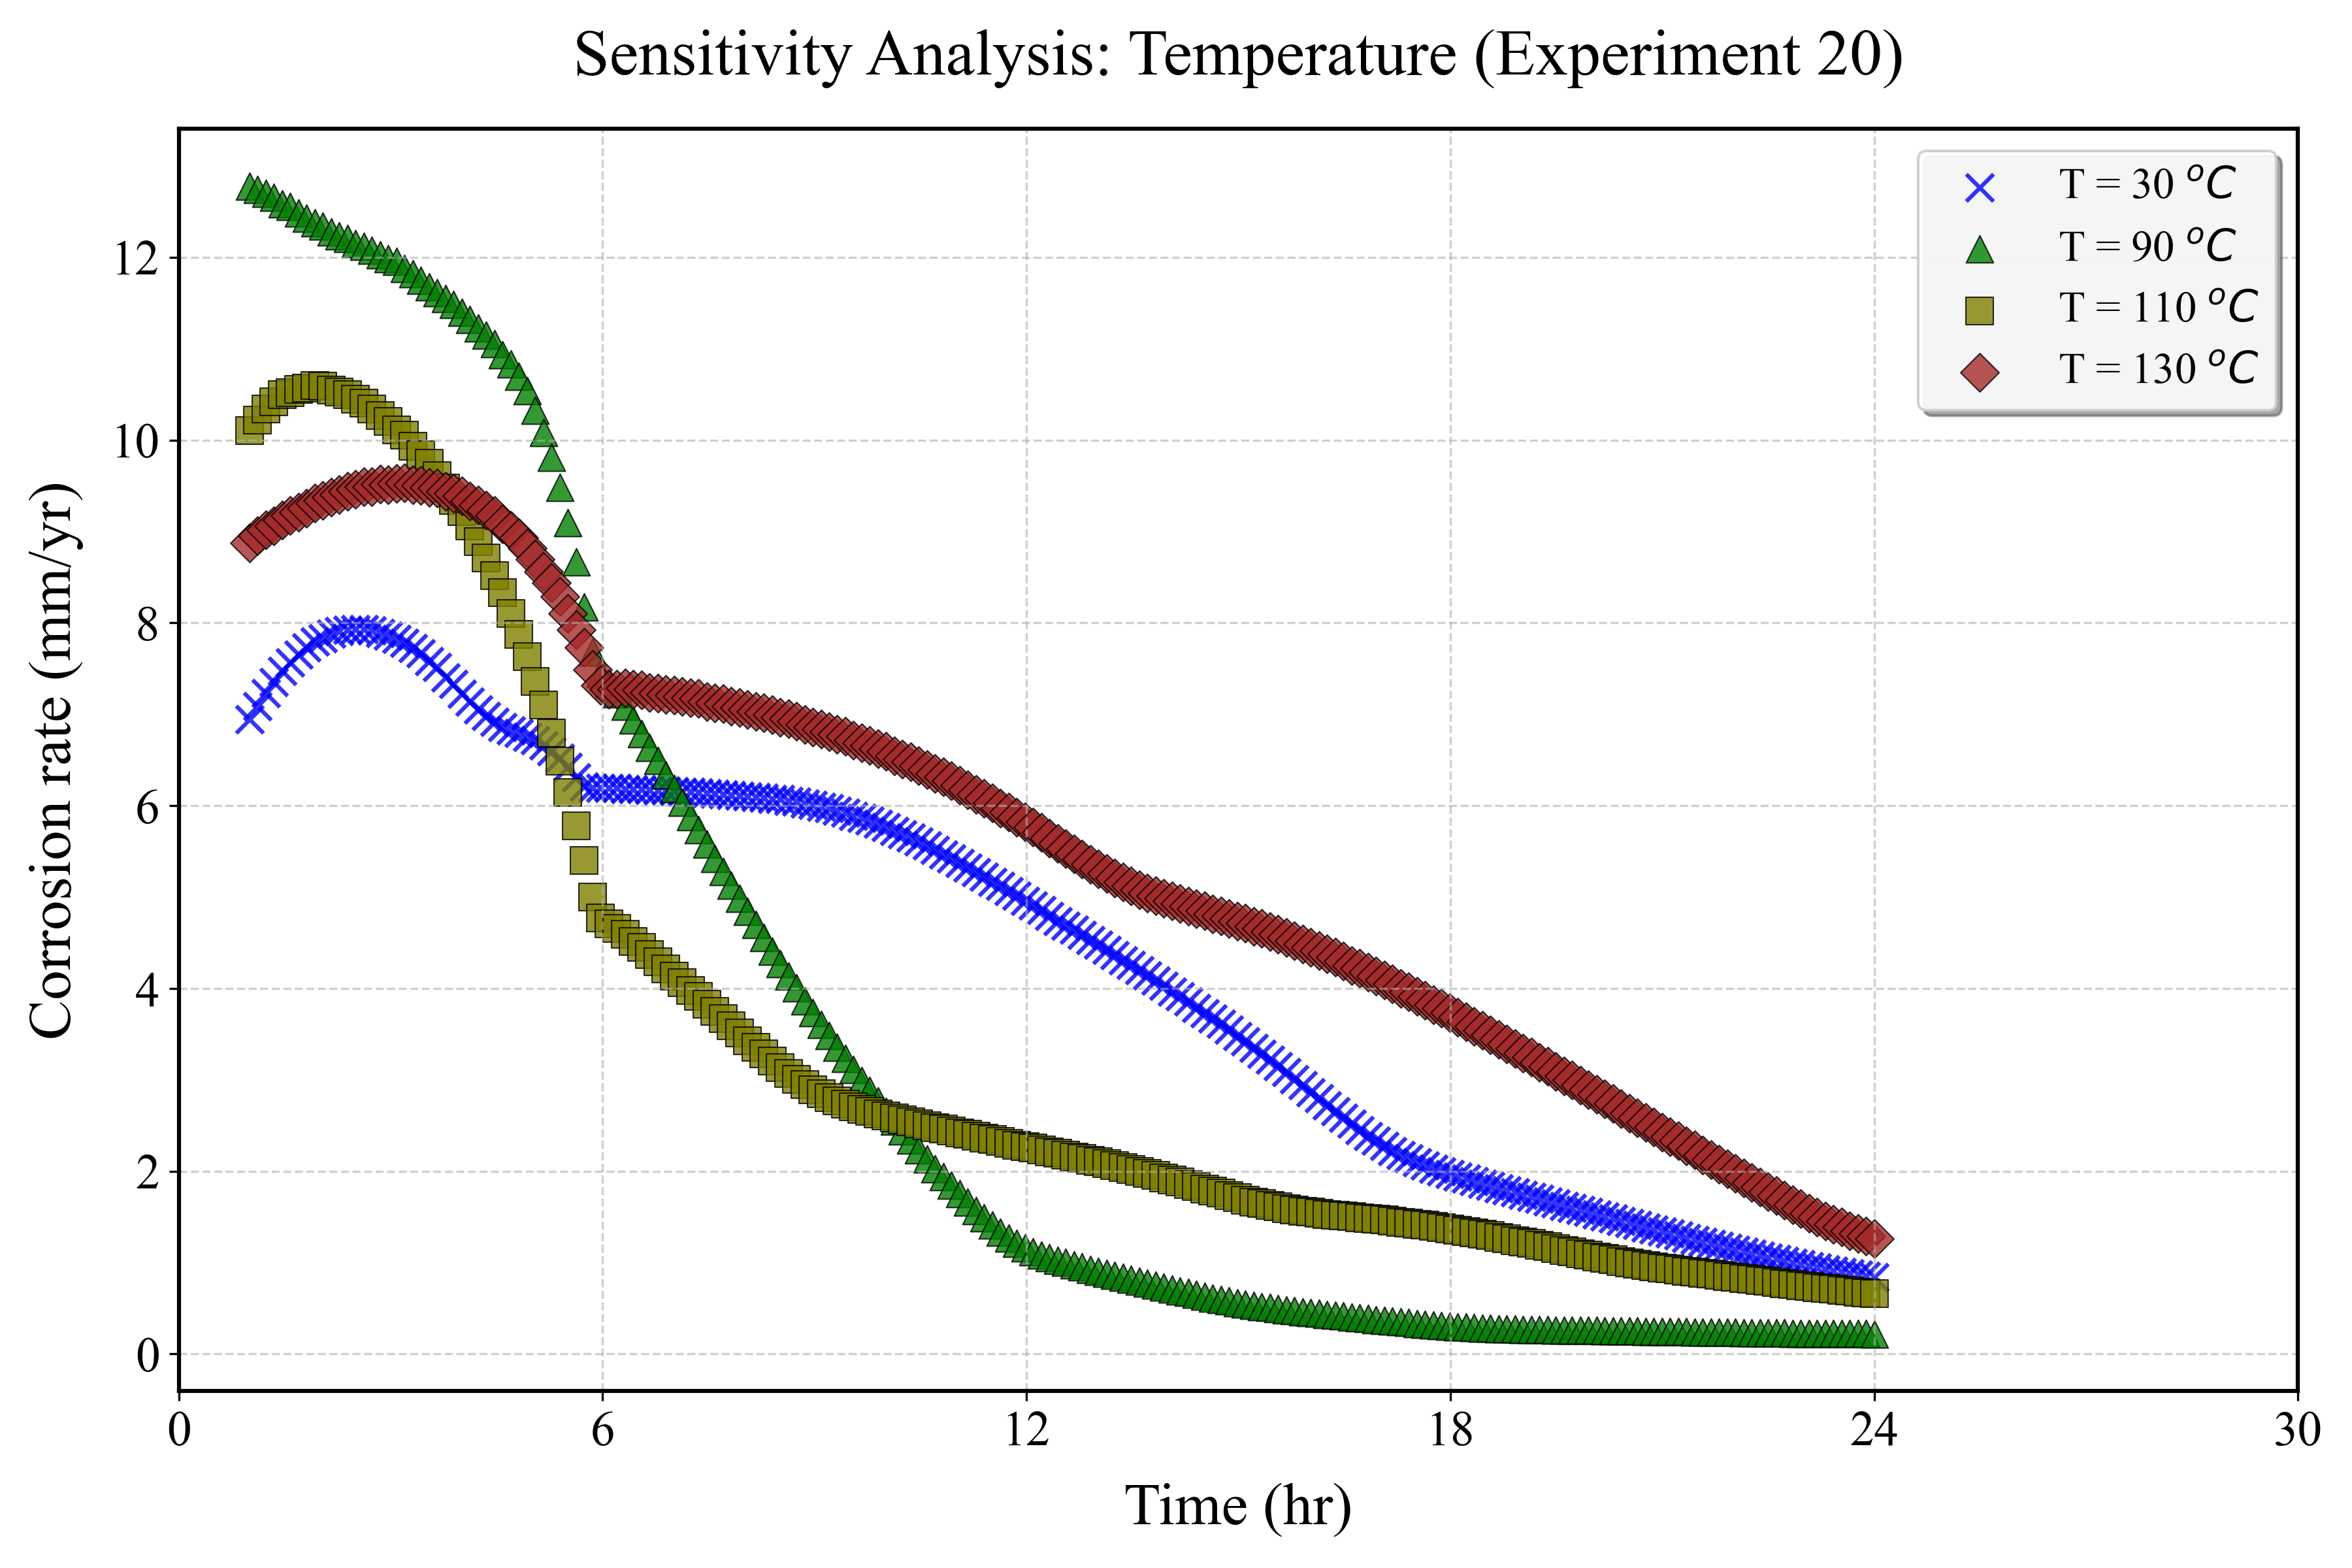 Sensitivity Analysis: Temperature (Experiment 20)
T = 30 °C
T = 90 °C
T = 110 °C
T = 130 °C
Corrosion rate (mm/yr)
12
10
8
6
4
2
0
0 6 12 18 24 30
Time (hr)